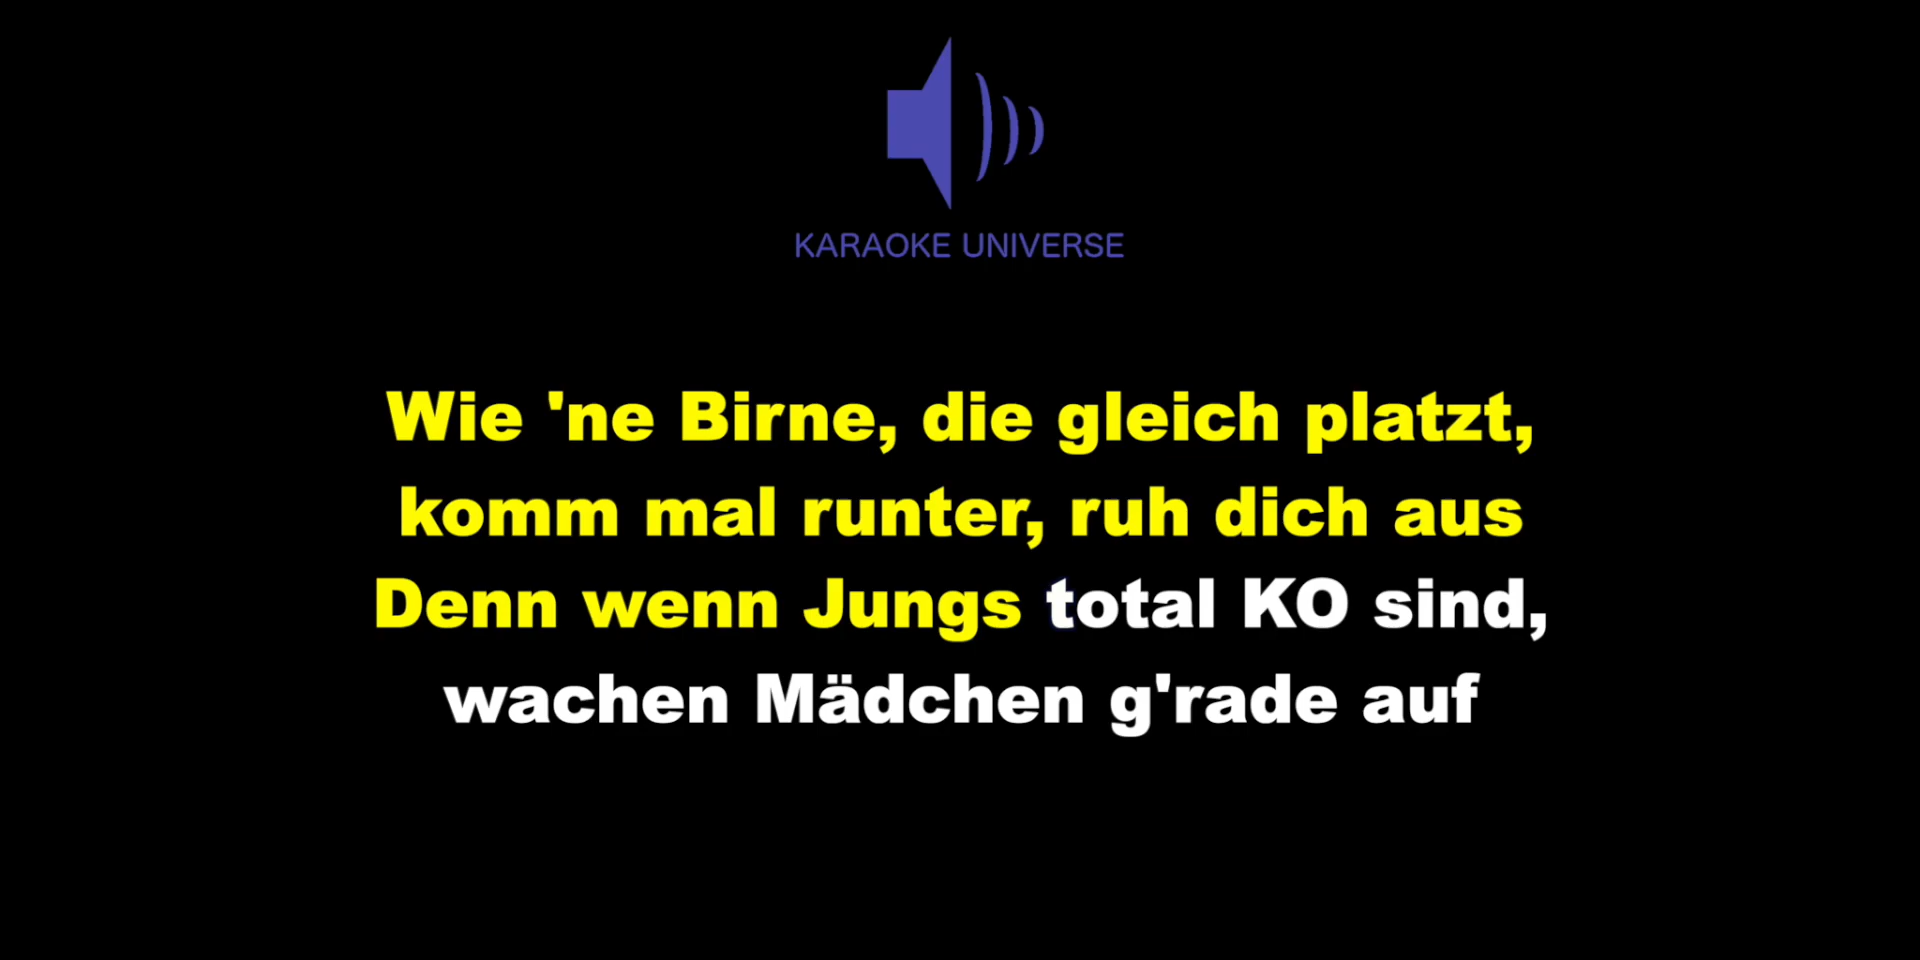 KARAOKE UNIVERSE
Wie 'ne Birne, die gleich platzt,
komm mal runter, ruh dich aus
Denn wenn Jungs total KO sind,
wachen Mädchen g'rade auf